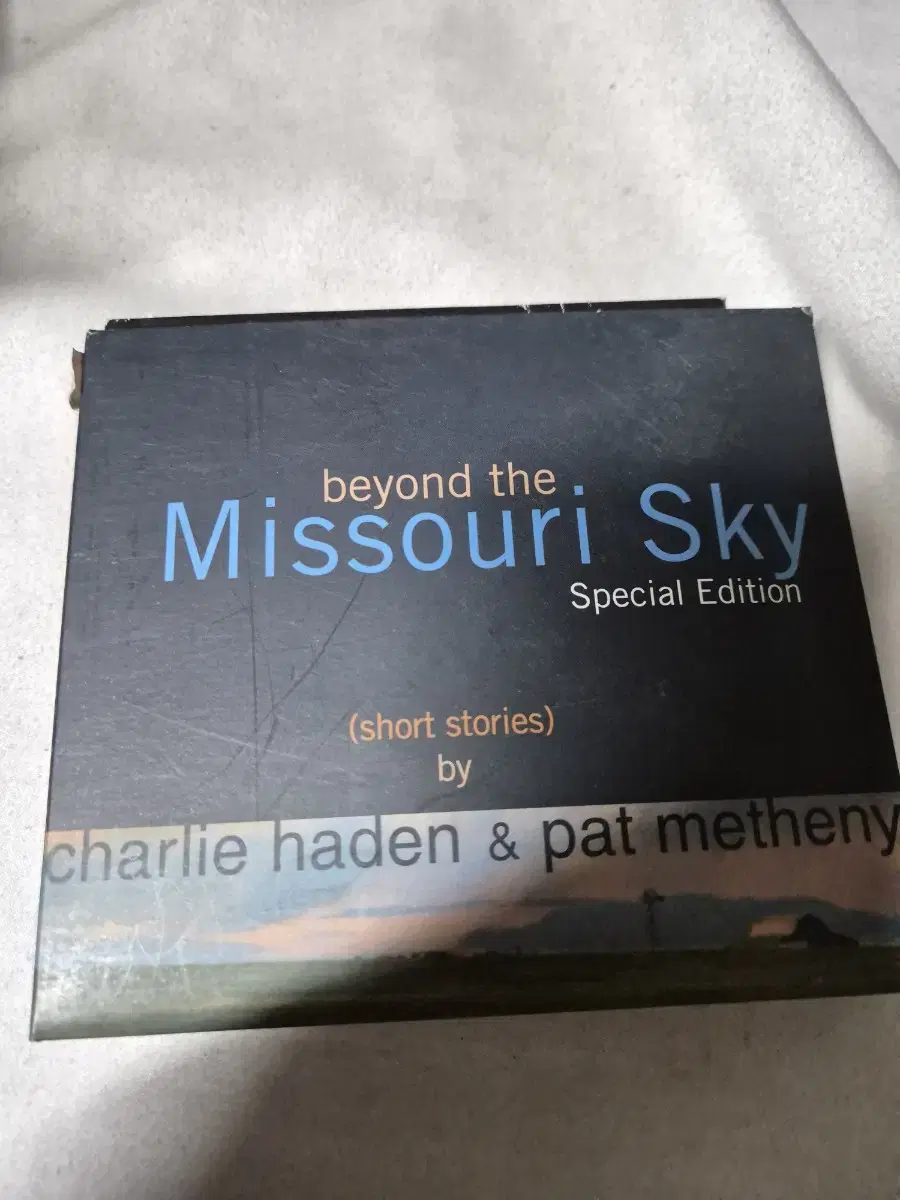 beyond the
Missouri Sky
Special Edition
(short stories)
by
charlie haden & pat metheny